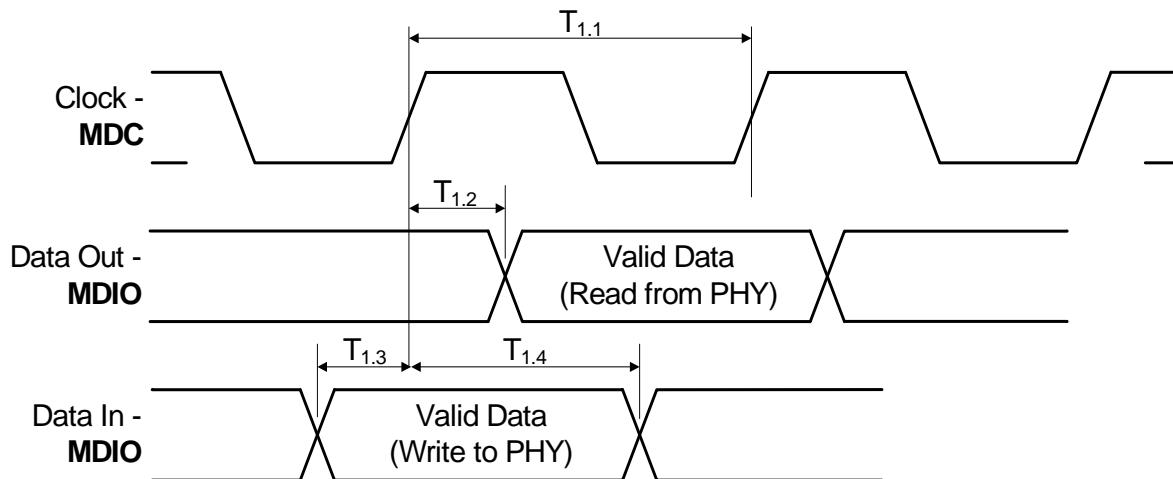 T1.1
Clock -
MDC
T1.2
Data Out -
MDIO
Valid Data
(Read from PHY)
T1.3
T1.4
Data In -
MDIO
Valid Data
(Write to PHY)